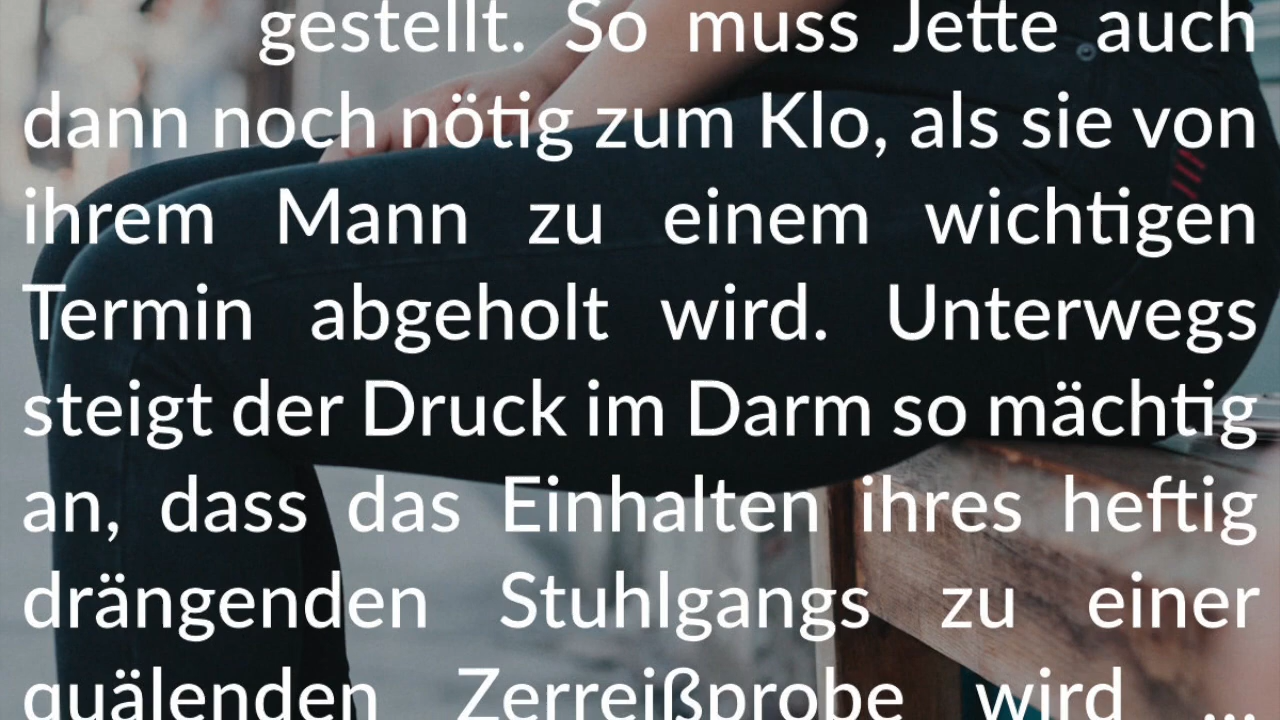 gestellt. So muss Jette auch
dann noch nötig zum Klo, als sie von
ihrem Mann zu einem wichtigen
Termin abgeholt wird. Unterwegs
steigt der Druck im Darm so mächtig
an, dass das Einhalten ihres heftig
drängenden Stuhlgangs zu einer
quälenden Zerreißprobe wird ...